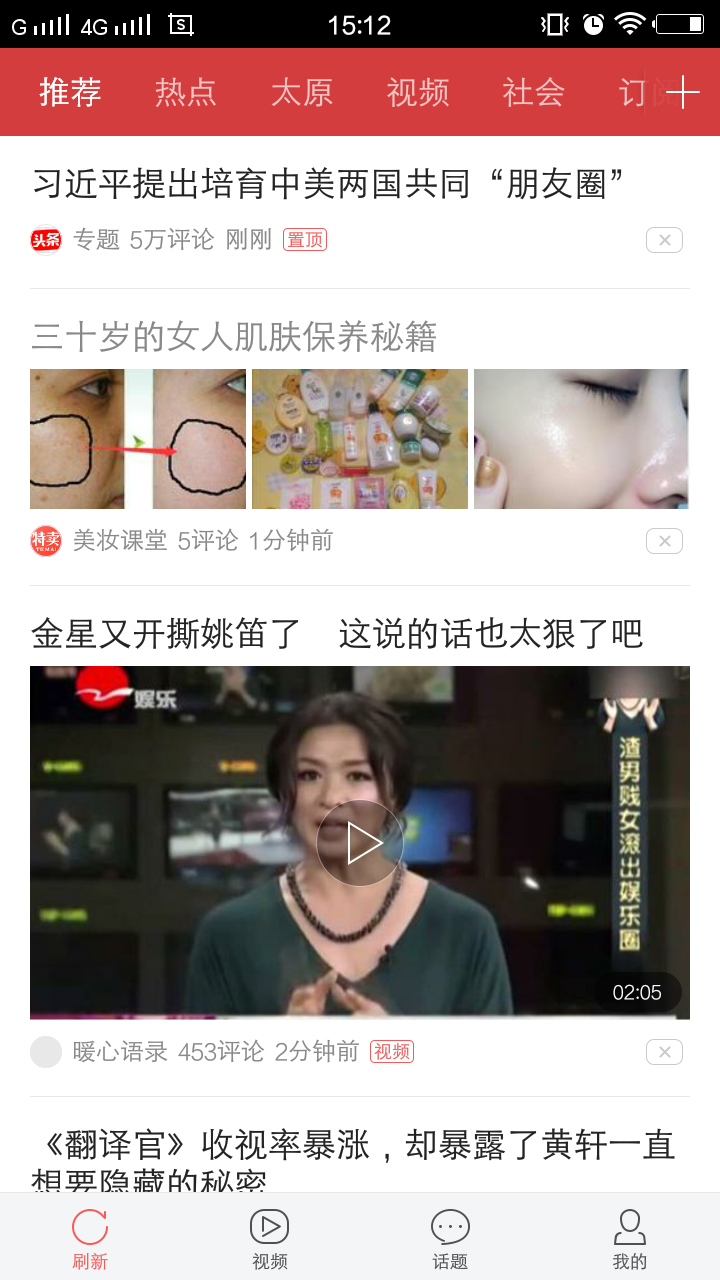 G 4G S 15:12
推荐 热点 太原 视频 社会 订阅
习近平提出培育中美两国共同“朋友圈”
头条 专题 5万评论 刚刚 置顶
三十岁的女人肌肤保养秘籍
特卖 美妆课堂 5评论 1分钟前
金星又开撕姚笛了 这说的话也太狠了吧
娱乐
渣男贱女滚出娱乐圈
02:05
暖心语录 453评论 2分钟前 视频
《翻译官》收视率暴涨，却暴露了黄轩一直
想要隐藏的秘密
刷新 视频 话题 我的